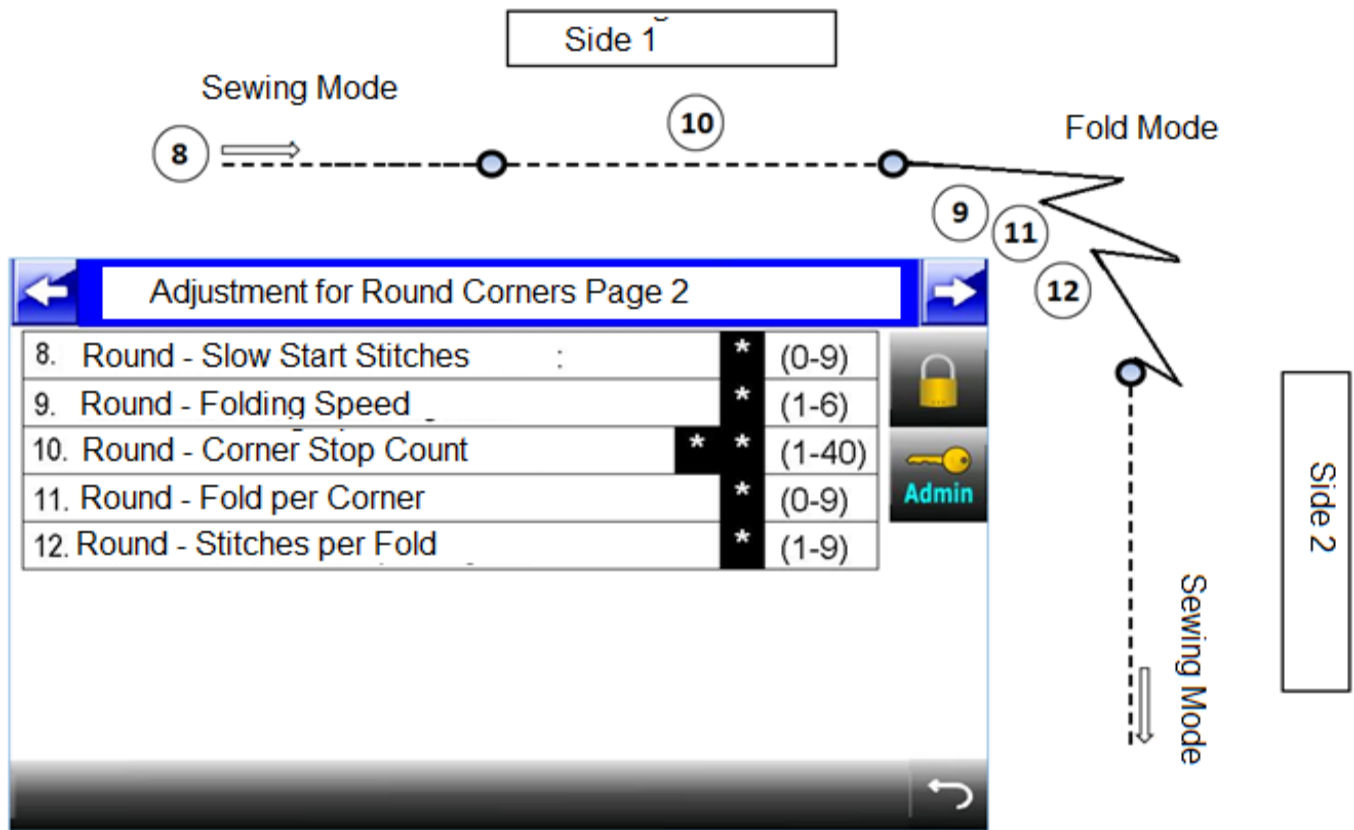 Side 1
Sewing Mode
8
10
Fold Mode
9
11
12
Adjustment for Round Corners Page 2
8. Round - Slow Start Stitches : * (0-9)
9. Round - Folding Speed * (1-6)
10. Round - Corner Stop Count * * (1-40)
11. Round - Fold per Corner * (0-9)
12. Round - Stitches per Fold * (1-9)
Admin
Side 2
Sewing Mode